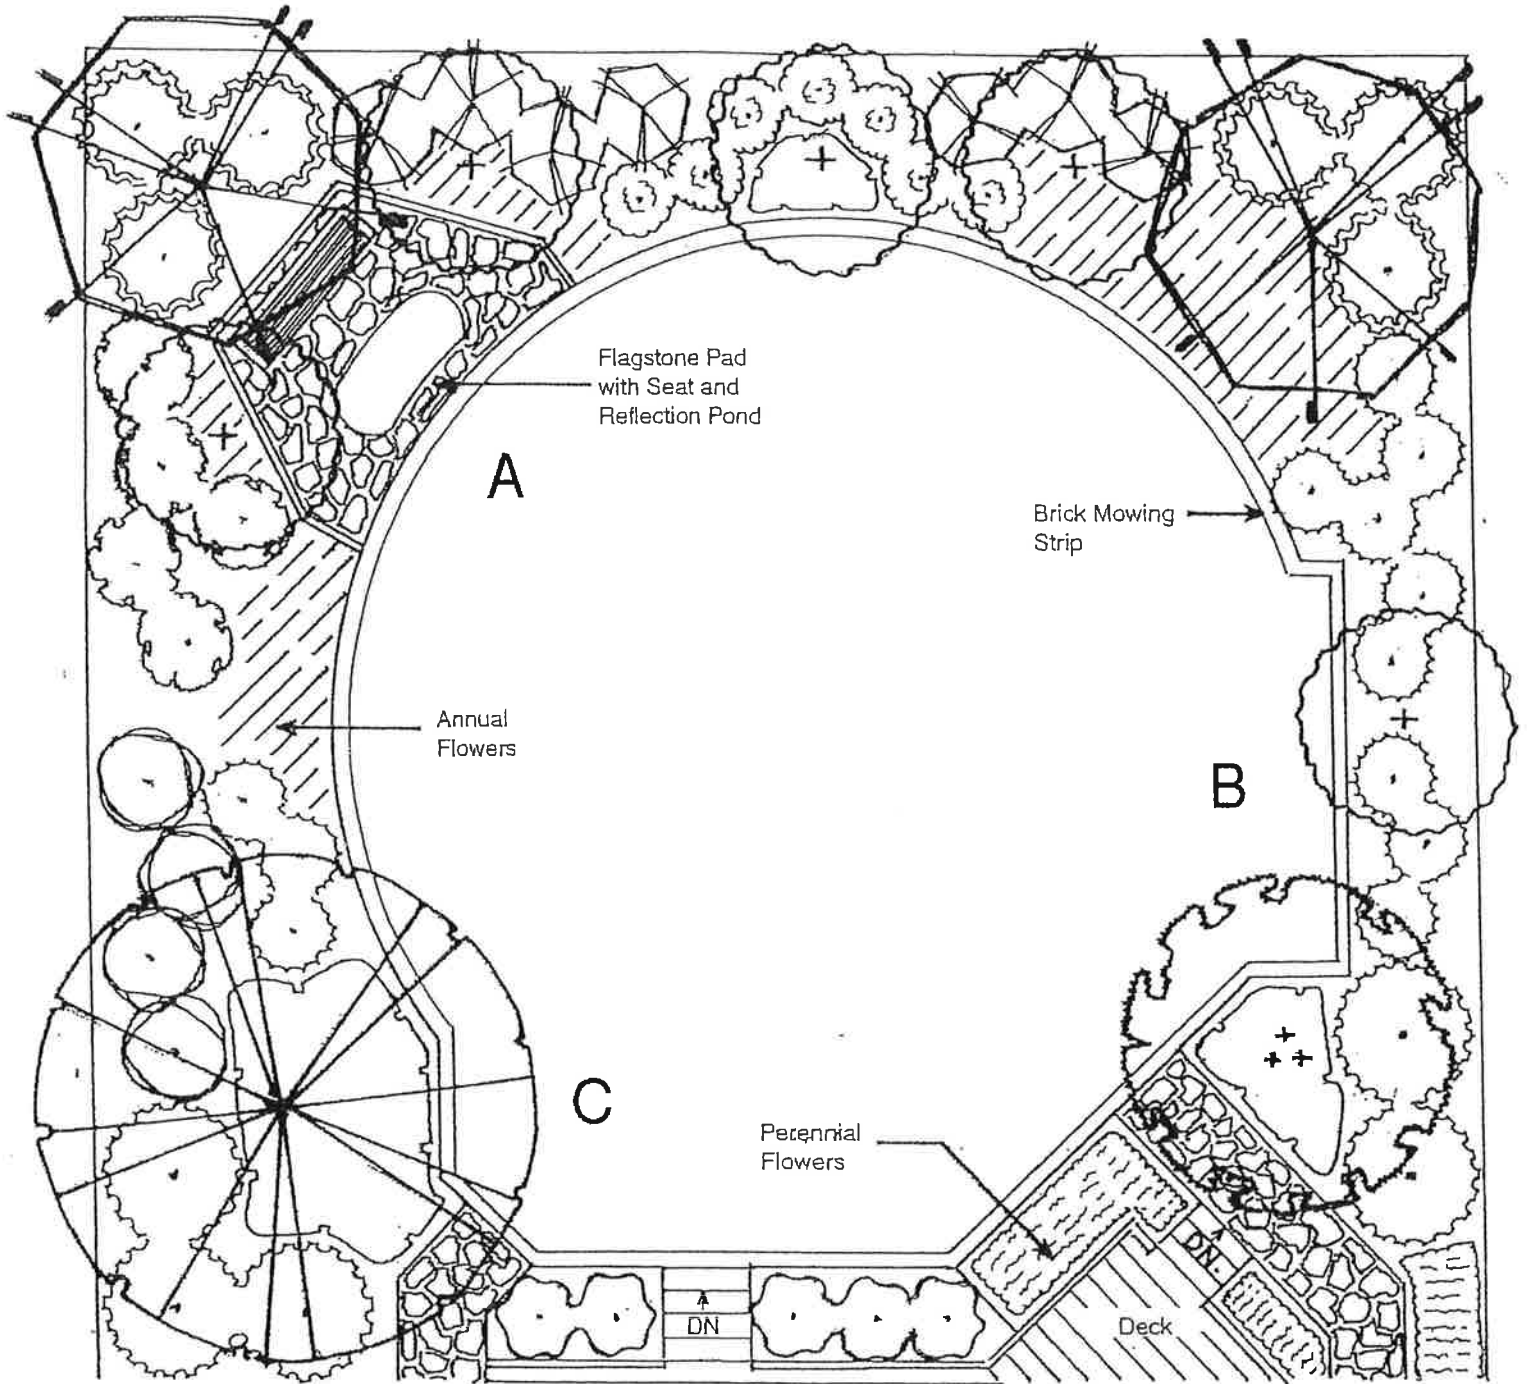 Flagstone Pad
with Seat and
Reflection Pond
A
Brick Mowing
Strip
Annual
Flowers
B
C
Perennial
Flowers
DN.
DN
Deck